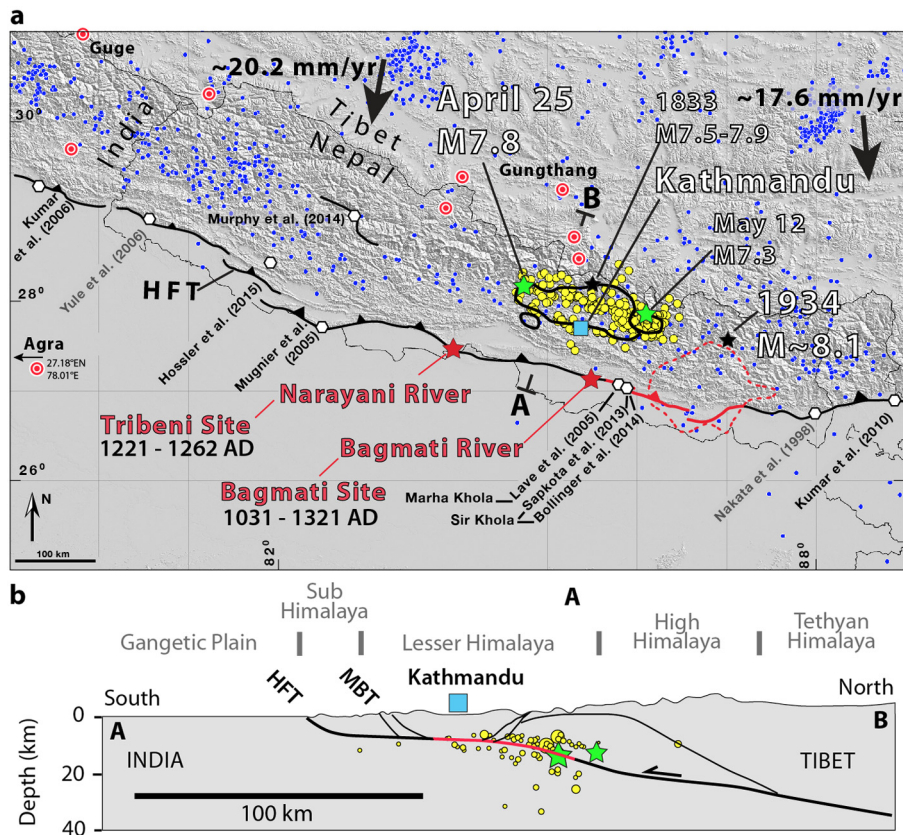 a
Guge
~20.2 mm/yr
30°
India
Tibet
Nepal
April 25
M7.8
1833
M7.5-7.9
~17.6 mm/yr
Gungthang
Kathmandu
B
May 12
M7.3
Kumar
et al. (2006)
Murphy et al. (2014)
Yule et al. (2006)
28°
HFT
1934
M~8.1
Hossler et al. (2015)
Mugnier et al.
(2005)
Agra
27.18°EN
78.01°E
Narayani River
A
Tribeni Site
1221 - 1262 AD
Bagmati River
26°
Bagmati Site
1031 - 1321 AD
Lave et al. (2005)
Sapkota et al. (2013)
Bollinger et al. (2014)
Marha Khola
Sir Khola
Nakata et al. (1998)
Kumar et al. (2010)
N
100 km
82°
88°
b
Sub
Himalaya
A
Gangetic Plain
Lesser Himalaya
High
Himalaya
Tethyan
Himalaya
HFT
MBT
Kathmandu
South
North
0
A
B
Depth (km)
INDIA
TIBET
20
100 km
40